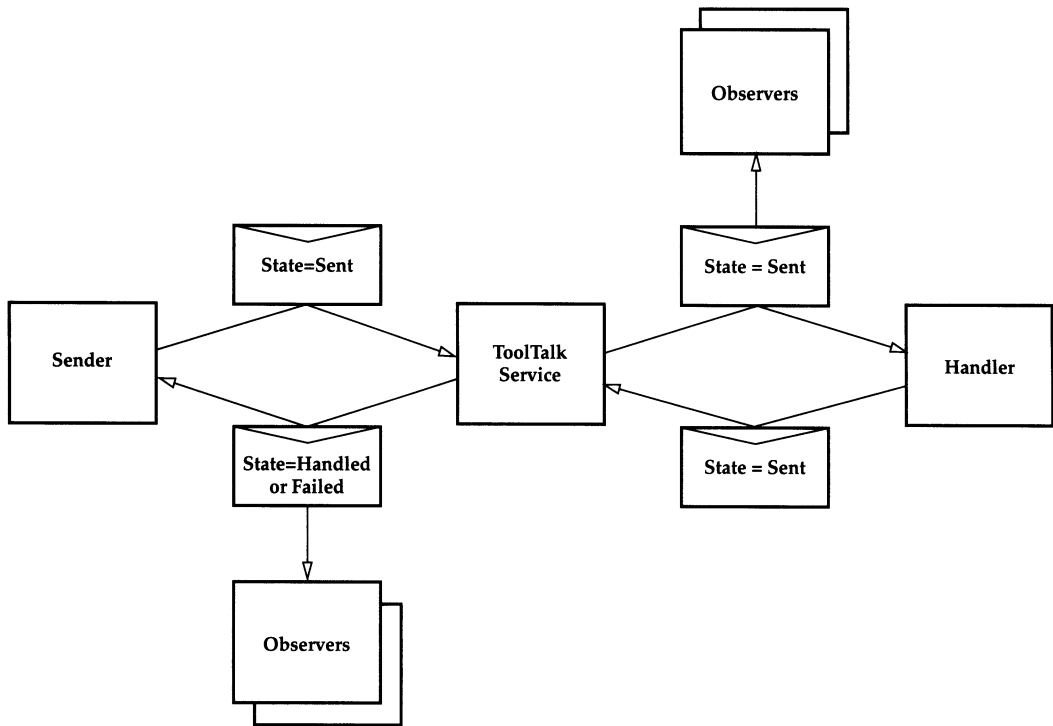 Observers
State=Sent
State = Sent
Sender
ToolTalk
Service
Handler
State=Handled
or Failed
State = Sent
Observers